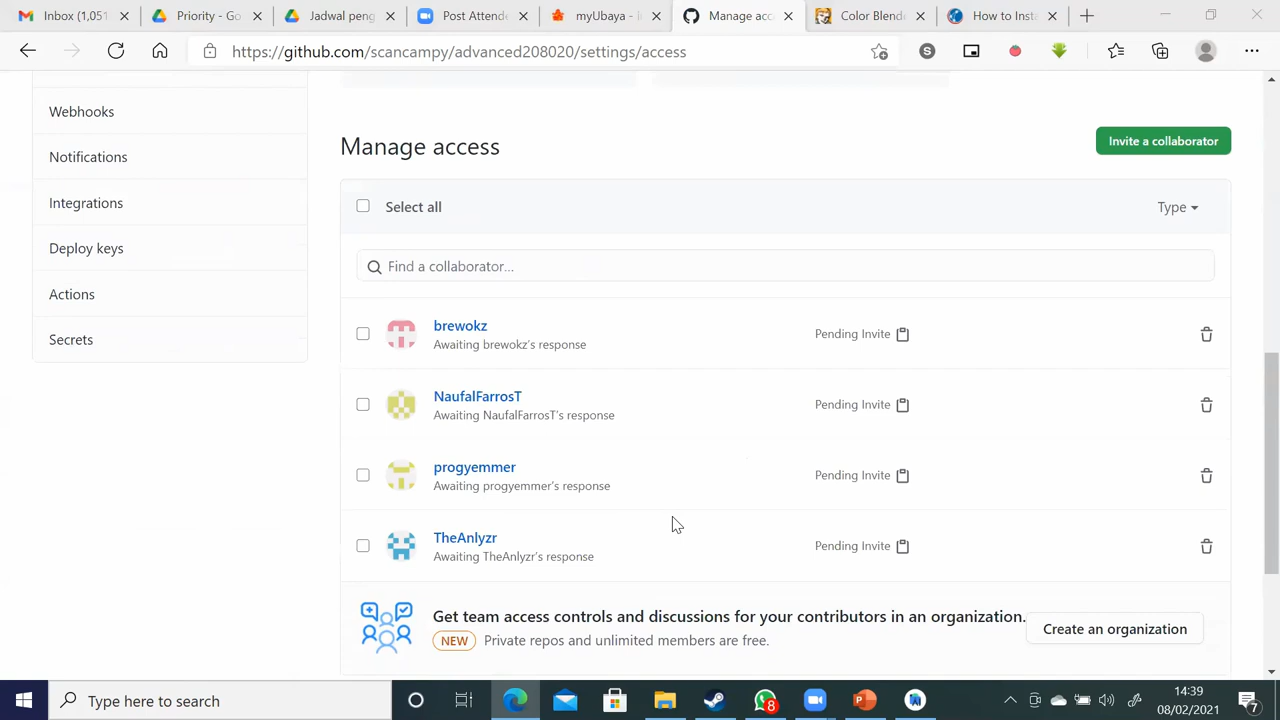 Inbox (1,051
Priority - Go
Jadwal peng
Post Attende
myUbaya - I
Manage acc
Color Blende
How to Insta
https://github.com/scancampy/advanced208020/settings/access
Webhooks
Notifications
Integrations
Deploy keys
Actions
Secrets
Manage access
Invite a collaborator
Select all
Type
Find a collaborator...
brewokz
Awaiting brewokz's response
Pending Invite
NaufalFarrosT
Awaiting NaufalFarrosT's response
Pending Invite
progyemmer
Awaiting progyemmer's response
Pending Invite
TheAnlyzr
Awaiting TheAnlyzr's response
Pending Invite
Get team access controls and discussions for your contributors in an organization.
NEW Private repos and unlimited members are free.
Create an organization
Type here to search
8
14:39
08/02/2021
7